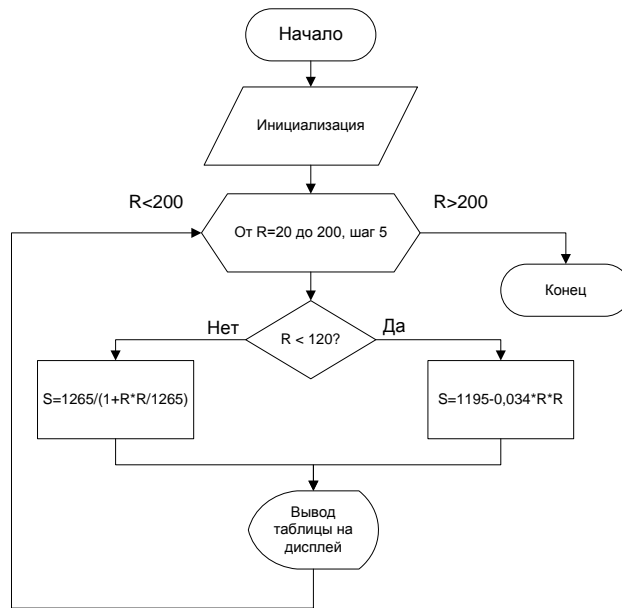 Начало
Инициализация
R<200
R>200
От R=20 до 200, шаг 5
Конец
Нет
R < 120?
Да
S=1265/(1+R*R/1265)
S=1195-0,034*R*R
Вывод
таблицы на
дисплей